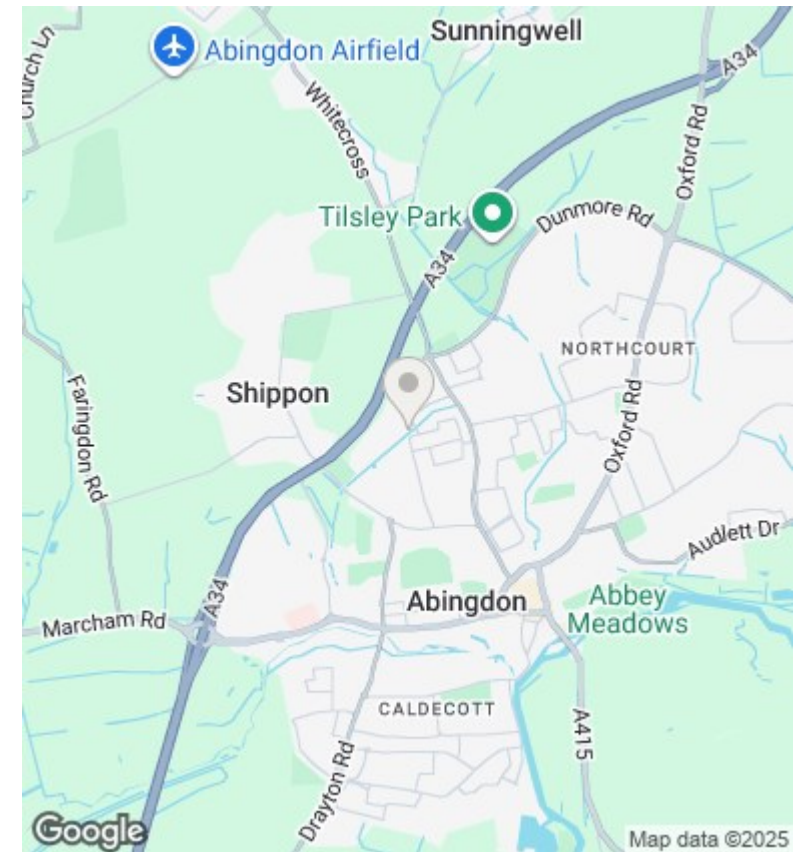 Sunningwell
Church Ln
Abingdon Airfield
A34
Whitecross
Oxford Rd
Tilsley Park
Dunmore Rd
A34
NORTHCOURT
Shippon
Faringdon Rd
Oxford Rd
Audlett Dr
A34
Abingdon
Abbey
Meadows
Marcham Rd
CALDECOTT
A415
Drayton Rd
Google
Map data ©2025